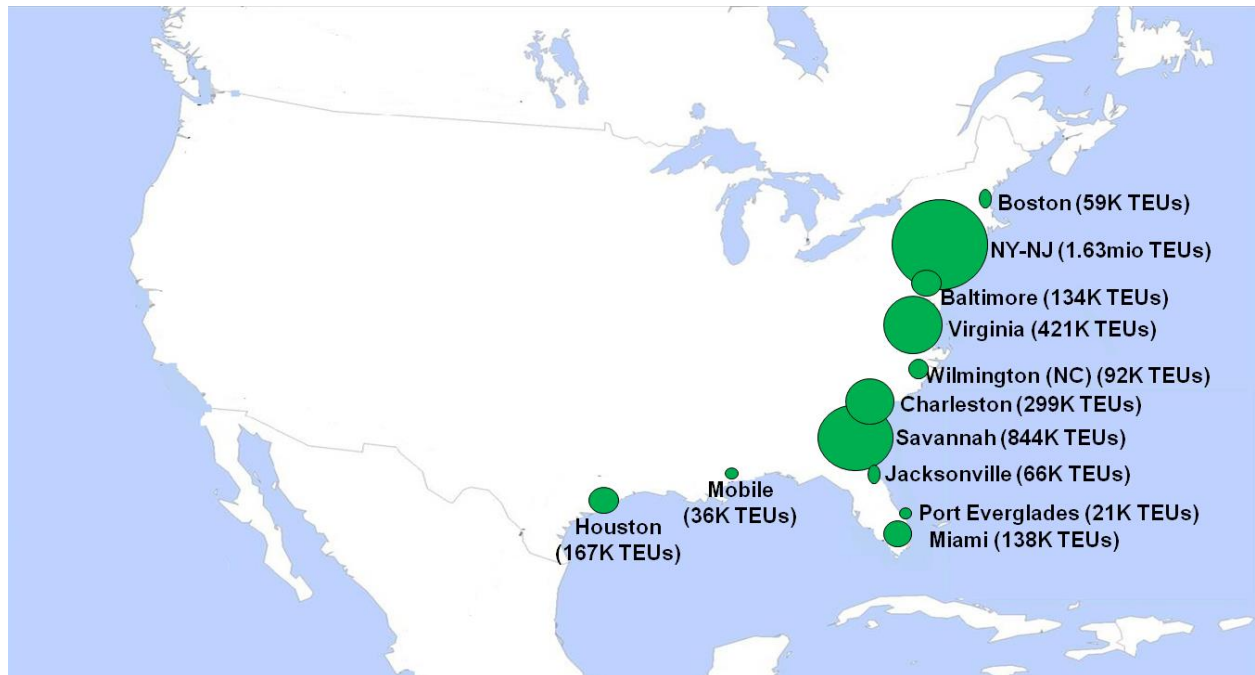 Boston (59K TEUs)
NY-NJ (1.63mio TEUs)
Baltimore (134K TEUs)
Virginia (421K TEUs)
Wilmington (NC) (92K TEUs)
Charleston (299K TEUs)
Savannah (844K TEUs)
Jacksonville (66K TEUs)
Mobile
(36K TEUs)
Port Everglades (21K TEUs)
Houston
(167K TEUs)
Miami (138K TEUs)